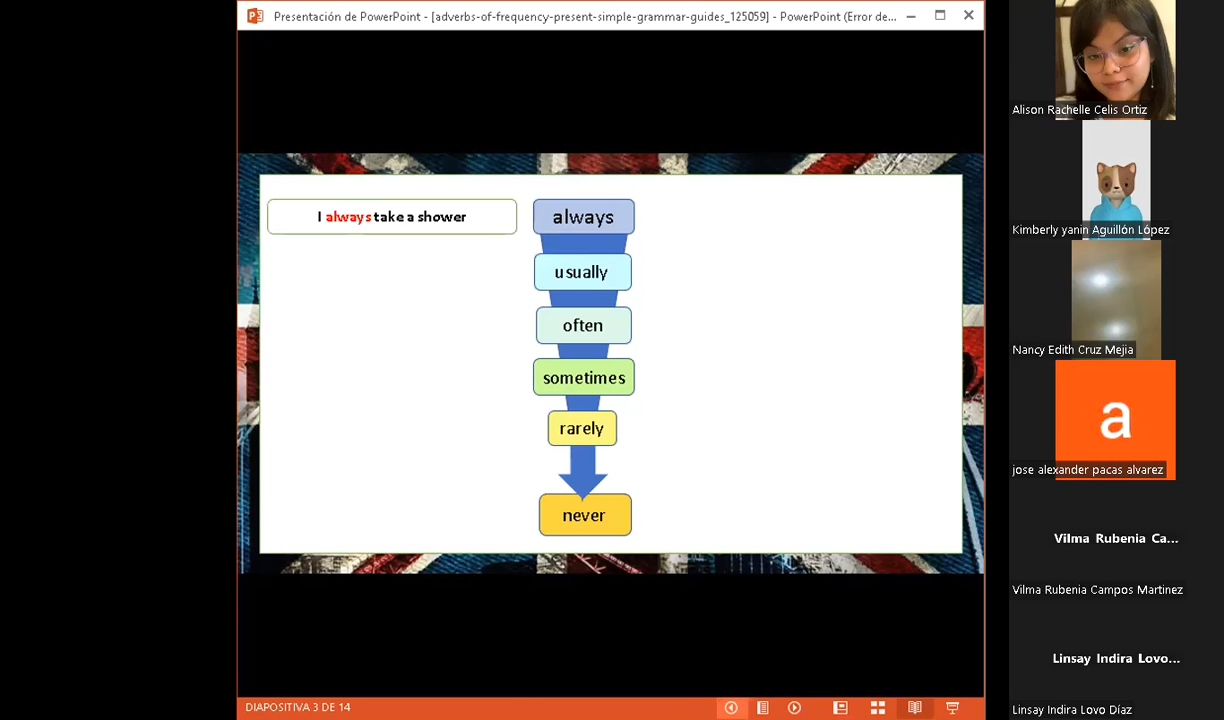 Presentación de PowerPoint - [adverbs-of-frequency-present-simple-grammar-guides_125059] - PowerPoint (Error de...
I always take a shower
always
usually
often
sometimes
rarely
never
DIAPOSITIVA 3 DE 14
Alison Rachelle Celis Ortiz
Kimberly yanin Aguillón López
Nancy Edith Cruz Mejia
a
jose alexander pacas alvarez
Vilma Rubenia Ca...
Vilma Rubenia Campos Martinez
Linsay Indira Lovo...
Linsay Indira Lovo Díaz